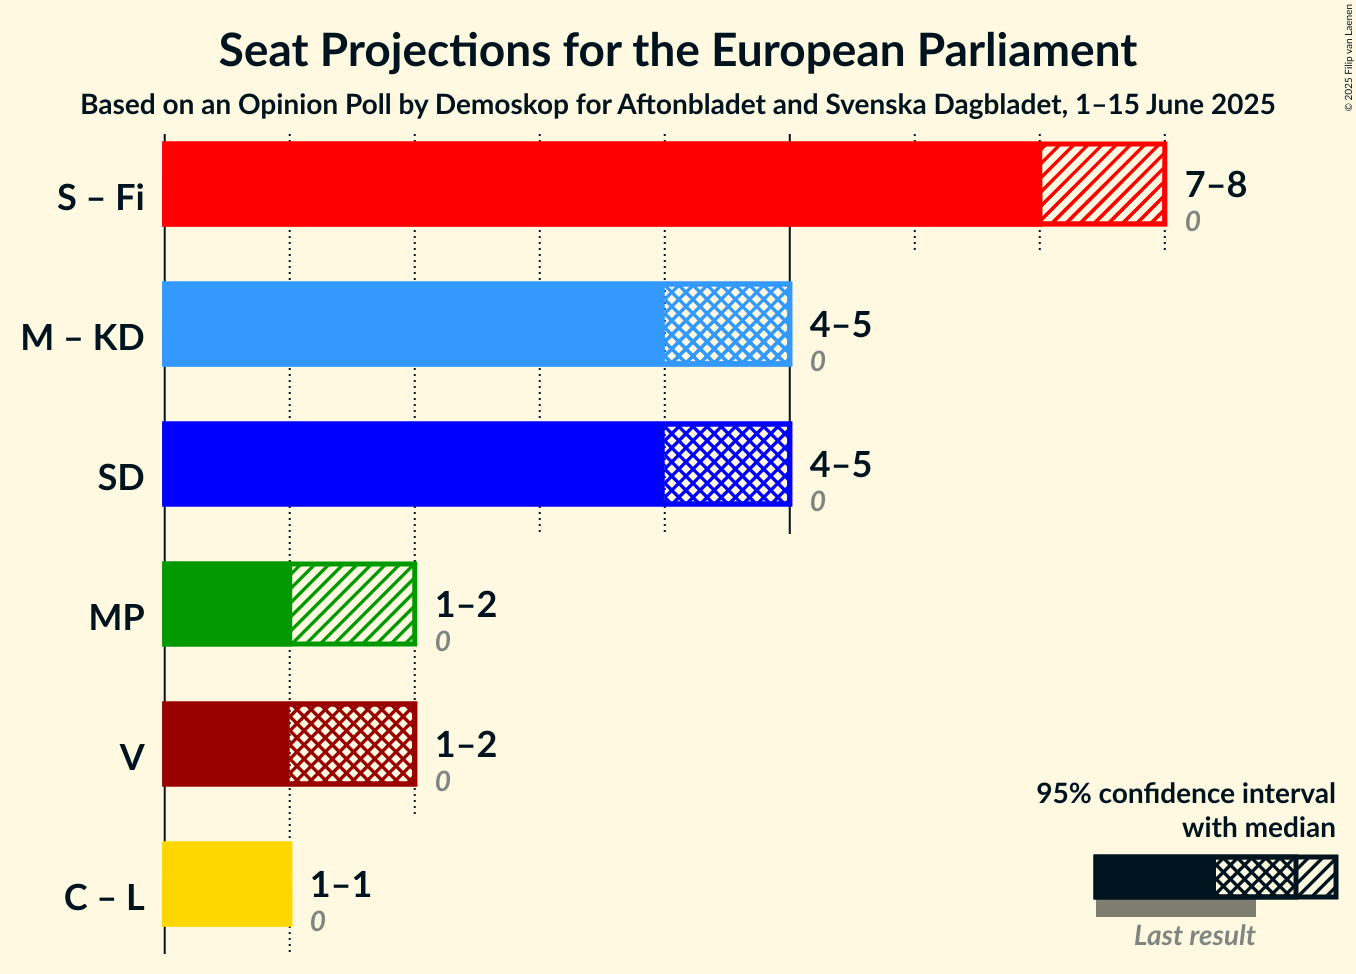 Seat Projections for the European Parliament
Based on an Opinion Poll by Demoskop for Aftonbladet and Svenska Dagbladet, 1–15 June 2025
© 2025 Filip van Laenen
S – Fi
7–8
0
M – KD
4–5
0
SD
4–5
0
MP
1–2
0
V
1–2
0
C – L
1–1
0
95% confidence interval
with median
Last result